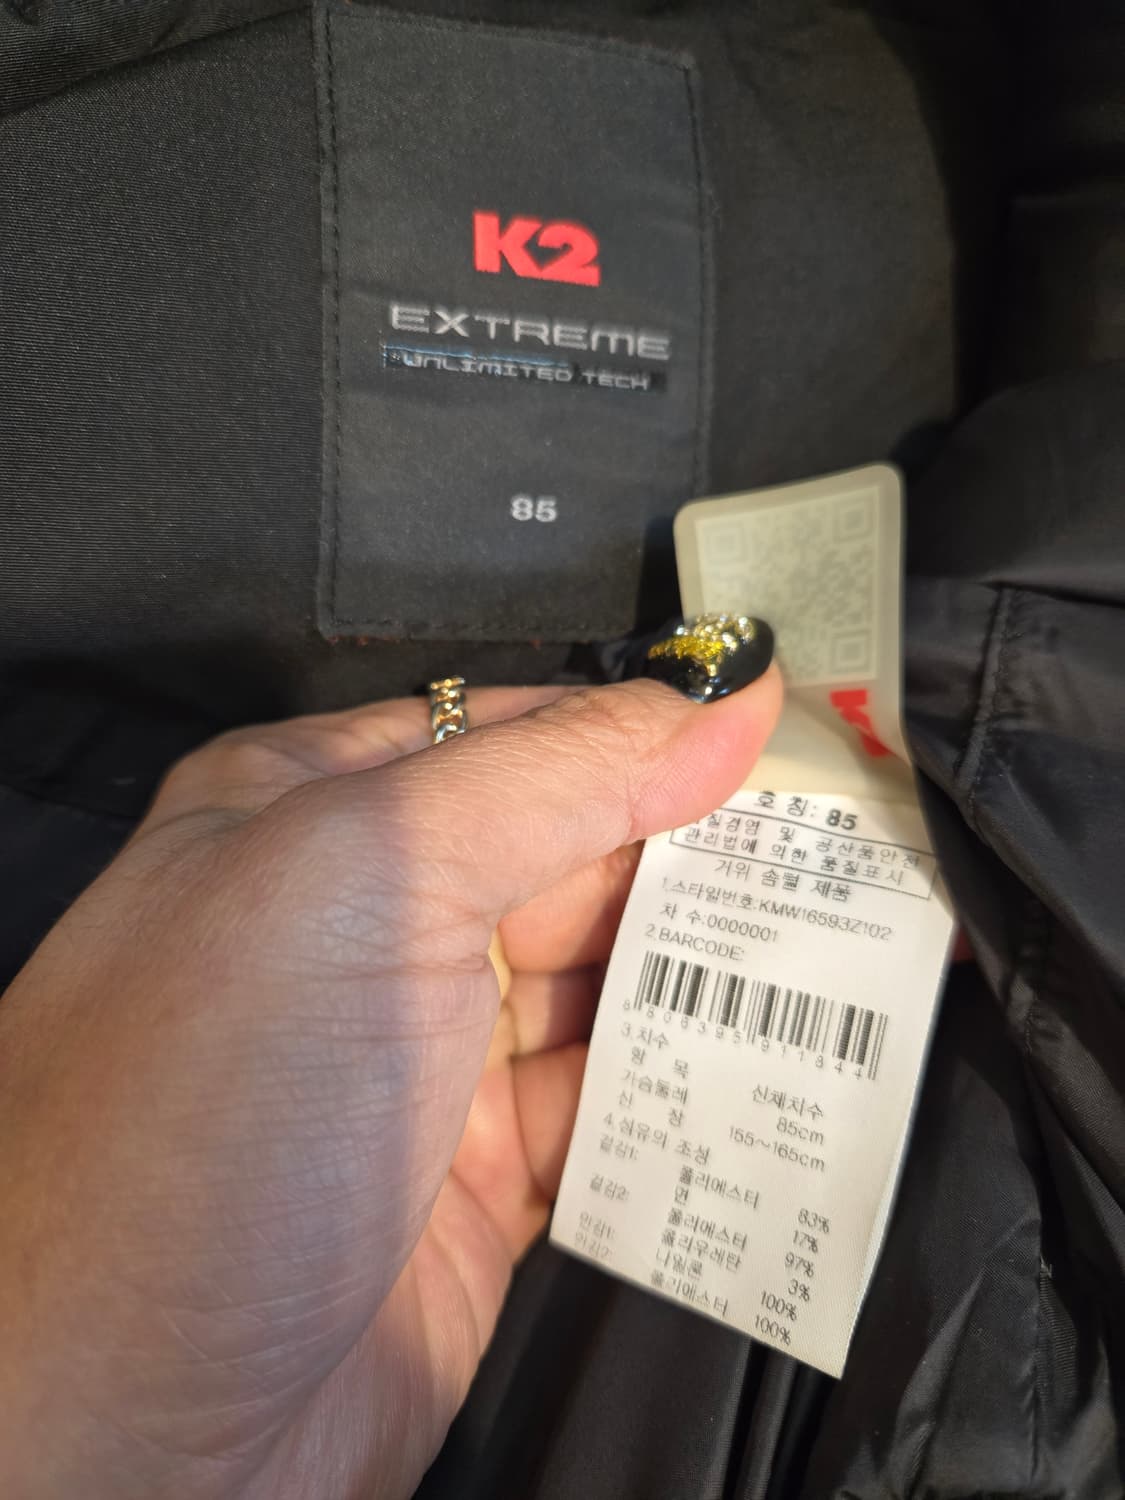 K2
EXTREME
UNLIMITED TECH
85
K2
호 칭: 85
질경영 및 공산품안전
관리법에 의한 품질표시
거위 솜털 제품
1.스타일번호:KMW16593Z102
차 수:0000001
2.BARCODE:
8806395911844
3.치수
항 목 신체치수
가슴둘레 85cm
신 장 155~165cm
4.섬유의 조성
겉감1: 폴리에스터 83%
면 17%
겉감2: 폴리에스터 97%
폴리우레탄 3%
안감1: 나일론 100%
안감2: 폴리에스터 100%